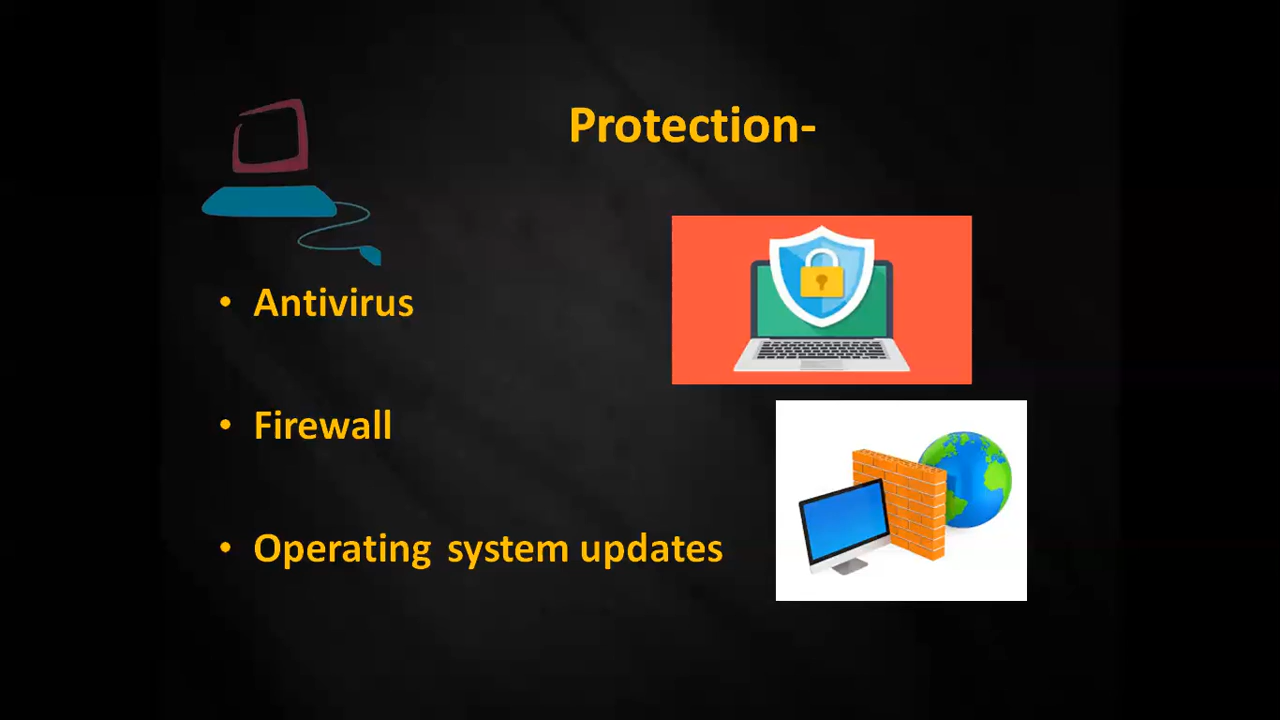 Protection-
• Antivirus
• Firewall
• Operating system updates